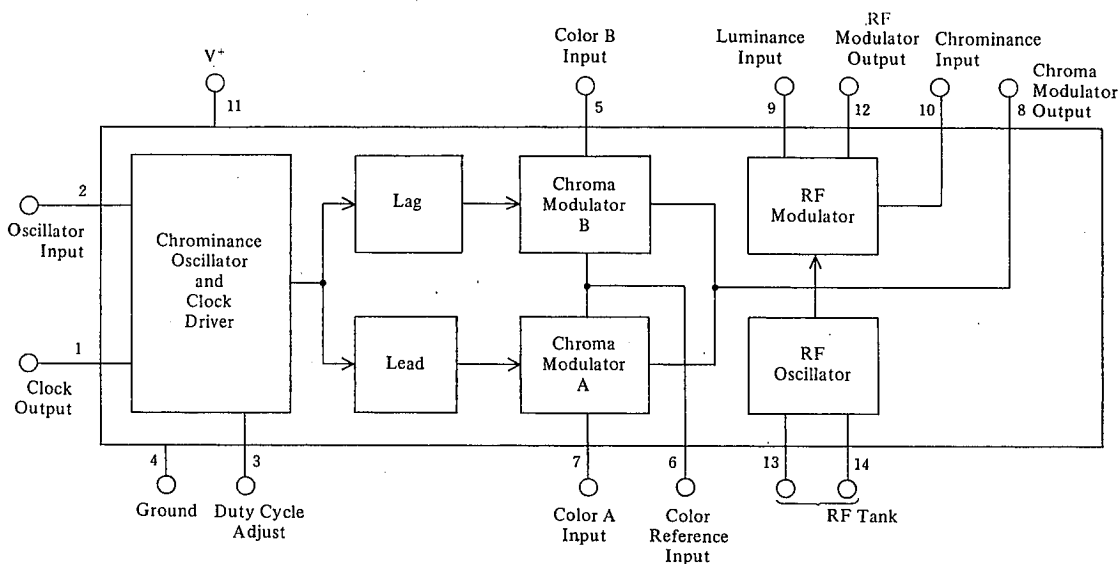 V+
11
Color B
Input
5
Luminance
Input
9
RF
Modulator
Output
12
Chrominance
Input
10
Chroma
Modulator
Output
8
2
Oscillator
Input
1
Clock
Output
Chrominance
Oscillator
and
Clock
Driver
Lag
Lead
Chroma
Modulator
B
Chroma
Modulator
A
RF
Modulator
RF
Oscillator
4
Ground
3
Duty Cycle
Adjust
7
Color A
Input
6
Color
Reference
Input
13
14
RF Tank